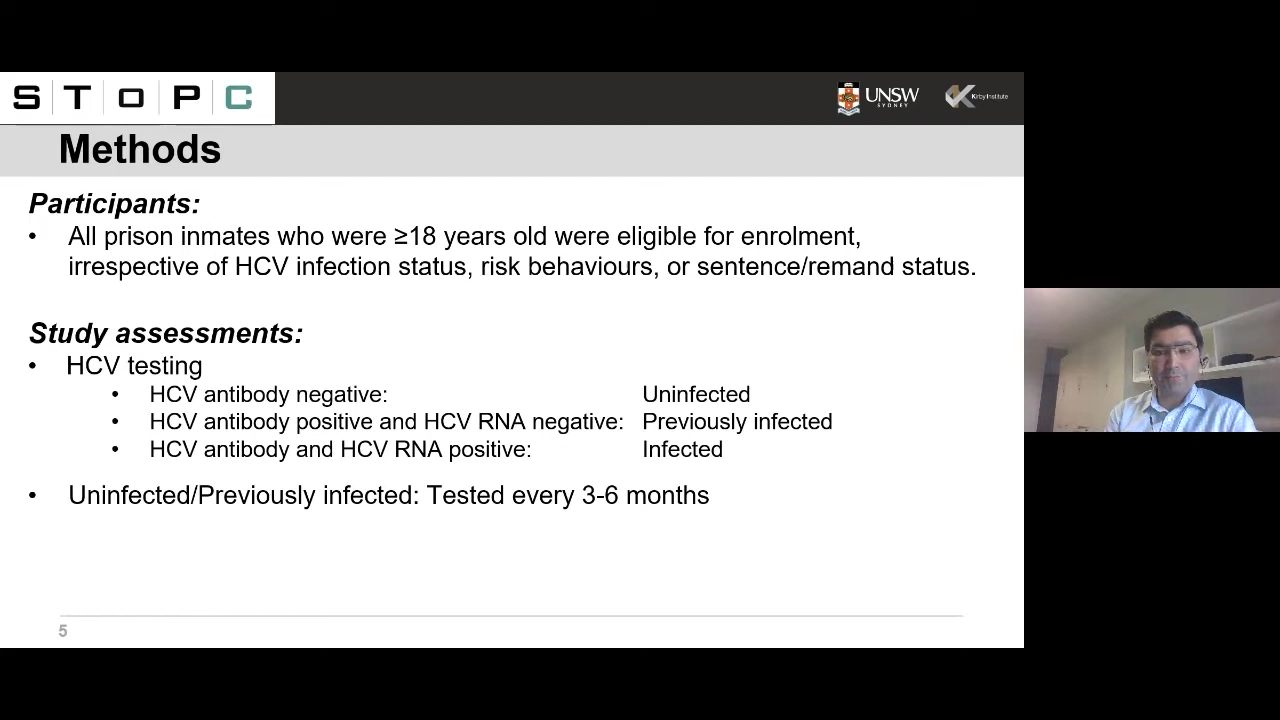 STOPC
UNSW
SYDNEY
Kirby Institute
Methods
Participants:
• All prison inmates who were ≥18 years old were eligible for enrolment,
irrespective of HCV infection status, risk behaviours, or sentence/remand status.
Study assessments:
• HCV testing
• HCV antibody negative: Uninfected
• HCV antibody positive and HCV RNA negative: Previously infected
• HCV antibody and HCV RNA positive: Infected
• Uninfected/Previously infected: Tested every 3-6 months
5